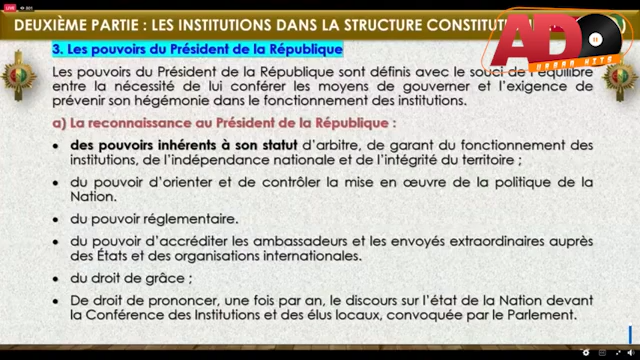 LIVE
DEUXIÈME PARTIE : LES INSTITUTIONS DANS LA STRUCTURE
AD
URBAN HITS
3. Les pouvoirs du Président de la République
Les pouvoirs du Président de la République sont définis avec le souci de l'équilibre
entre la nécessité de lui conférer les moyens de gouverner et l'exigence de
prévenir son hégémonie dans le fonctionnement des institutions.
a) La reconnaissance au Président de la République :
• des pouvoirs inhérents à son statut d'arbitre, de garant du fonctionnement des
institutions, de l'indépendance nationale et de l'intégrité du territoire ;
• du pouvoir d'orienter et de contrôler la mise en œuvre de la politique de la
Nation.
• du pouvoir réglementaire.
• du pouvoir d'accréditer les ambassadeurs et les envoyés extraordinaires auprès
des États et des organisations internationales.
• du droit de grâce ;
• De droit de prononcer, une fois par an, le discours sur l'état de la Nation devant
la Conférence des Institutions et des élus locaux, convoquée par le Parlement.